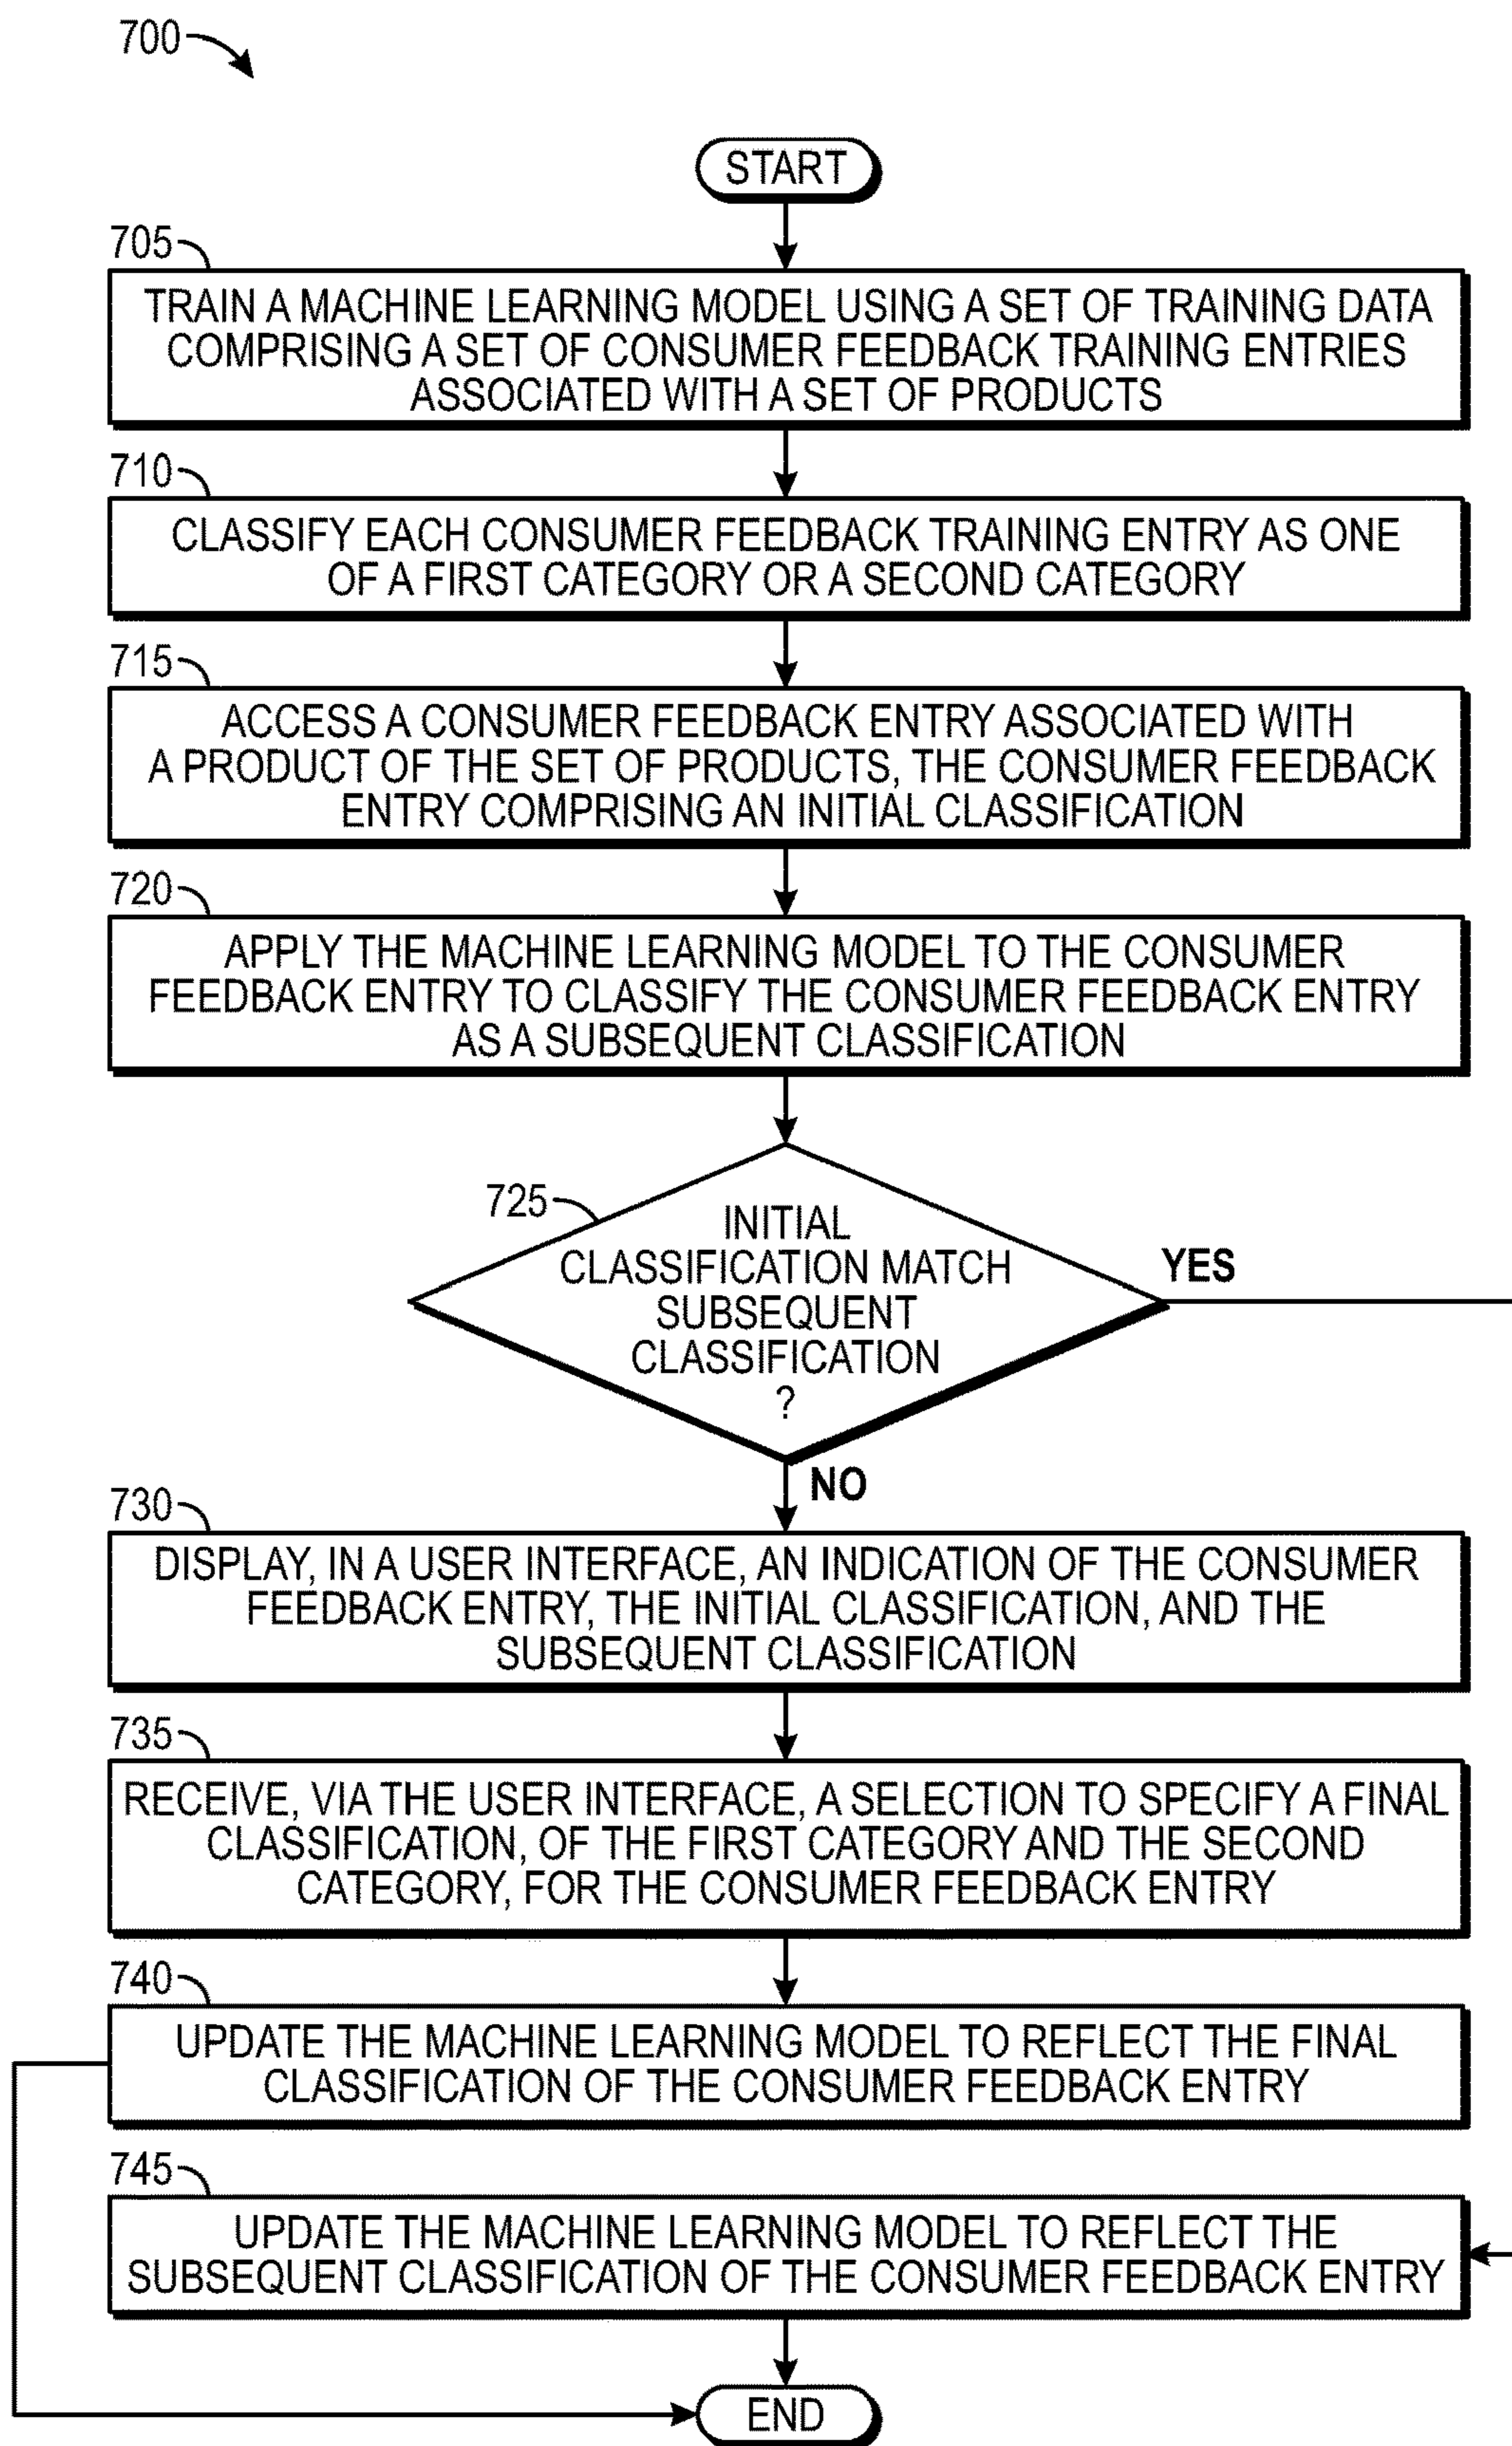 700
START
705
TRAIN A MACHINE LEARNING MODEL USING A SET OF TRAINING DATA
COMPRISING A SET OF CONSUMER FEEDBACK TRAINING ENTRIES
ASSOCIATED WITH A SET OF PRODUCTS
710
CLASSIFY EACH CONSUMER FEEDBACK TRAINING ENTRY AS ONE
OF A FIRST CATEGORY OR A SECOND CATEGORY
715
ACCESS A CONSUMER FEEDBACK ENTRY ASSOCIATED WITH
A PRODUCT OF THE SET OF PRODUCTS, THE CONSUMER FEEDBACK
ENTRY COMPRISING AN INITIAL CLASSIFICATION
720
APPLY THE MACHINE LEARNING MODEL TO THE CONSUMER
FEEDBACK ENTRY TO CLASSIFY THE CONSUMER FEEDBACK ENTRY
AS A SUBSEQUENT CLASSIFICATION
725
INITIAL
CLASSIFICATION MATCH
SUBSEQUENT
CLASSIFICATION
?
YES
NO
730
DISPLAY, IN A USER INTERFACE, AN INDICATION OF THE CONSUMER
FEEDBACK ENTRY, THE INITIAL CLASSIFICATION, AND THE
SUBSEQUENT CLASSIFICATION
735
RECEIVE, VIA THE USER INTERFACE, A SELECTION TO SPECIFY A FINAL
CLASSIFICATION, OF THE FIRST CATEGORY AND THE SECOND
CATEGORY, FOR THE CONSUMER FEEDBACK ENTRY
740
UPDATE THE MACHINE LEARNING MODEL TO REFLECT THE FINAL
CLASSIFICATION OF THE CONSUMER FEEDBACK ENTRY
745
UPDATE THE MACHINE LEARNING MODEL TO REFLECT THE
SUBSEQUENT CLASSIFICATION OF THE CONSUMER FEEDBACK ENTRY
END